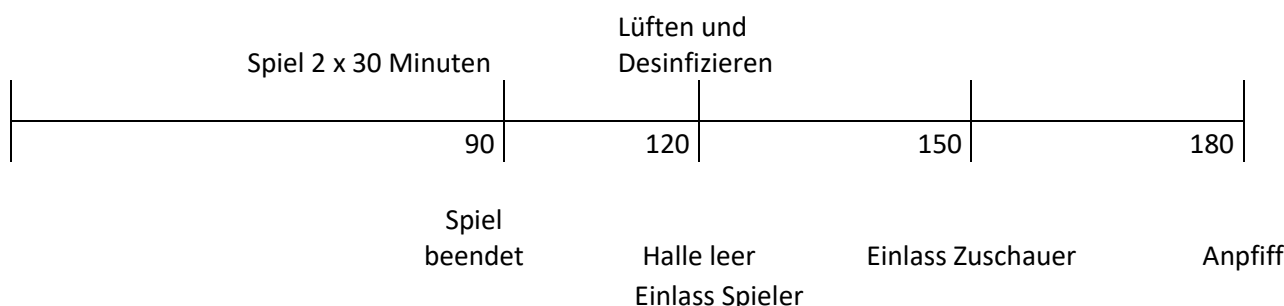 Lüften und
Spiel 2 x 30 Minuten Desinfizieren
90 120 150 180
Spiel
beendet Halle leer Einlass Zuschauer Anpfiff
Einlass Spieler